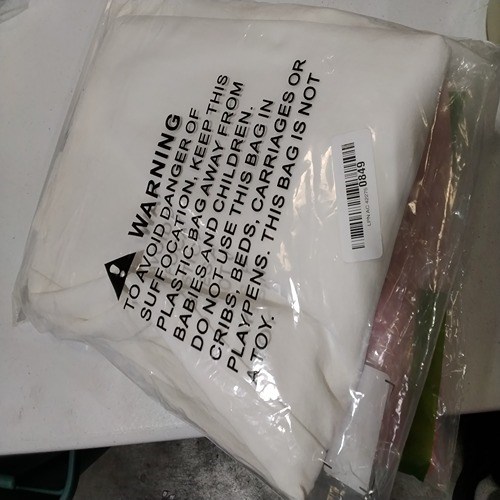 WARNING
TO AVOID DANGER OF
SUFFOCATION, KEEP THIS
PLASTIC BAG AWAY FROM
BABIES AND CHILDREN.
DO NOT USE THIS BAG IN
CRIBS, BEDS, CARRIAGES OR
PLAYPENS. THIS BAG IS NOT
A TOY.
0849